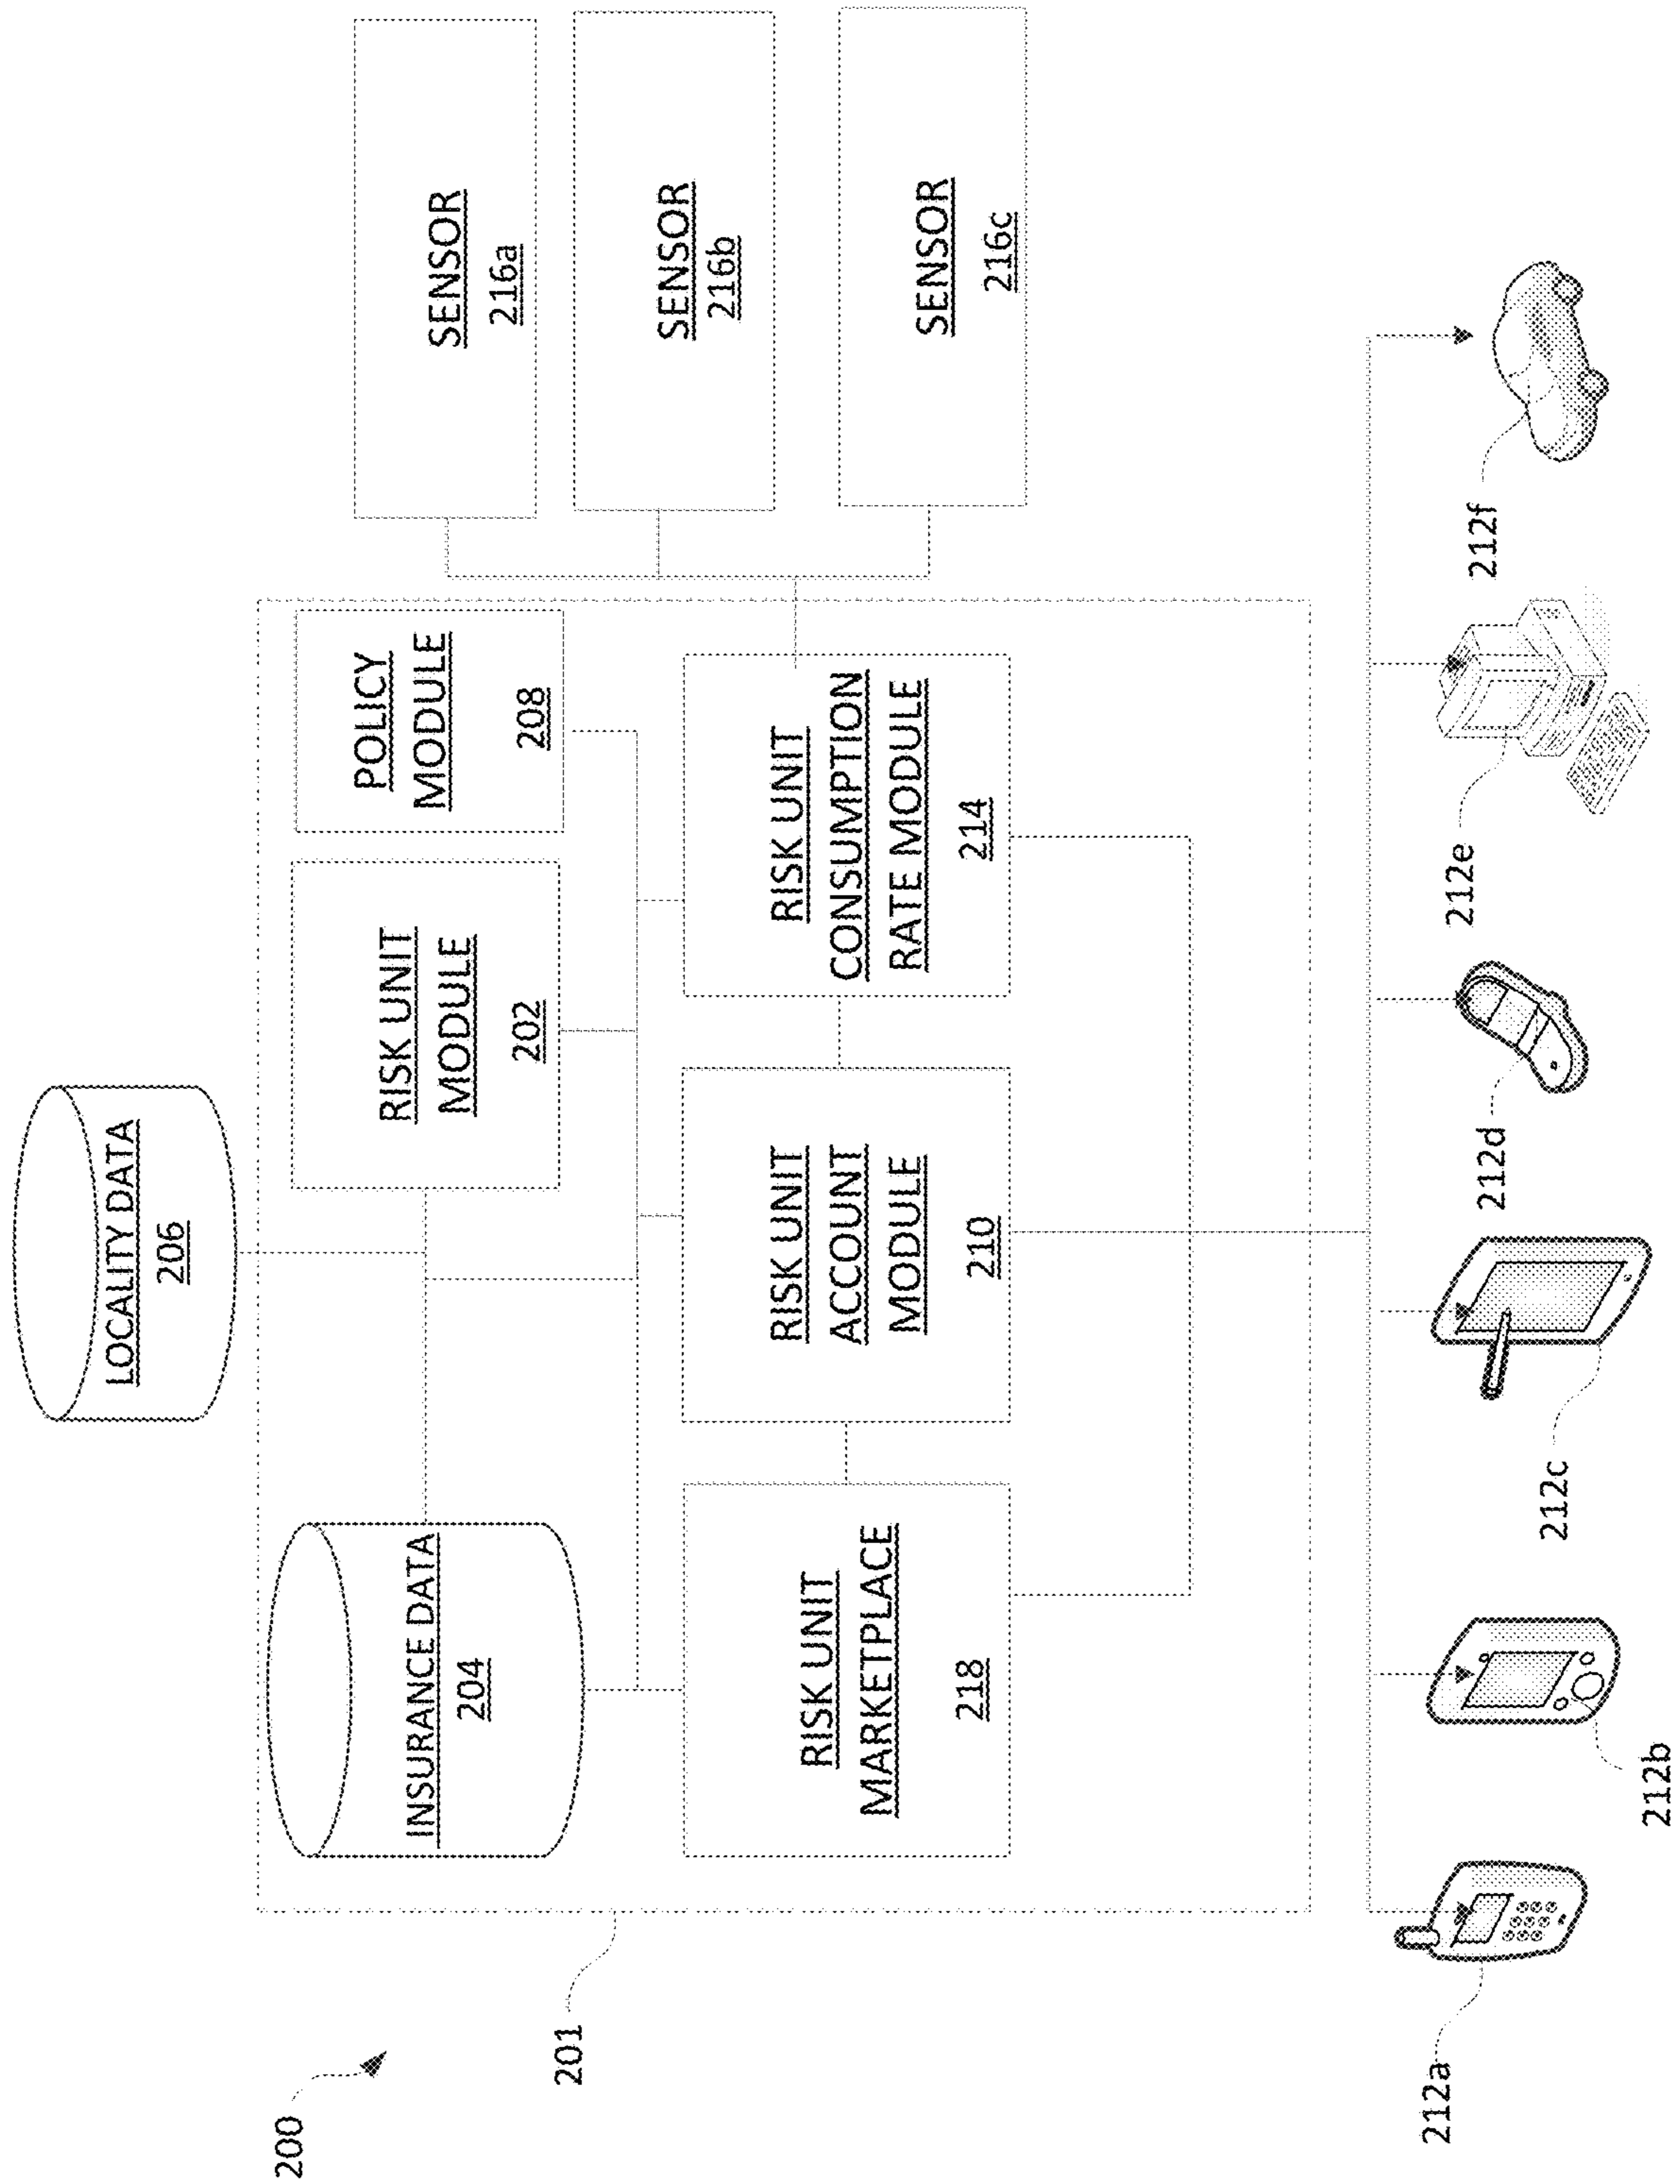 200
201
LOCALITY DATA
206
INSURANCE DATA
204
RISK UNIT
MODULE
202
POLICY
MODULE
208
RISK UNIT
MARKETPLACE
218
RISK UNIT
ACCOUNT
MODULE
210
RISK UNIT
CONSUMPTION
RATE MODULE
214
SENSOR
216a
SENSOR
216b
SENSOR
216c
212a
212b
212c
212d
212e
212f